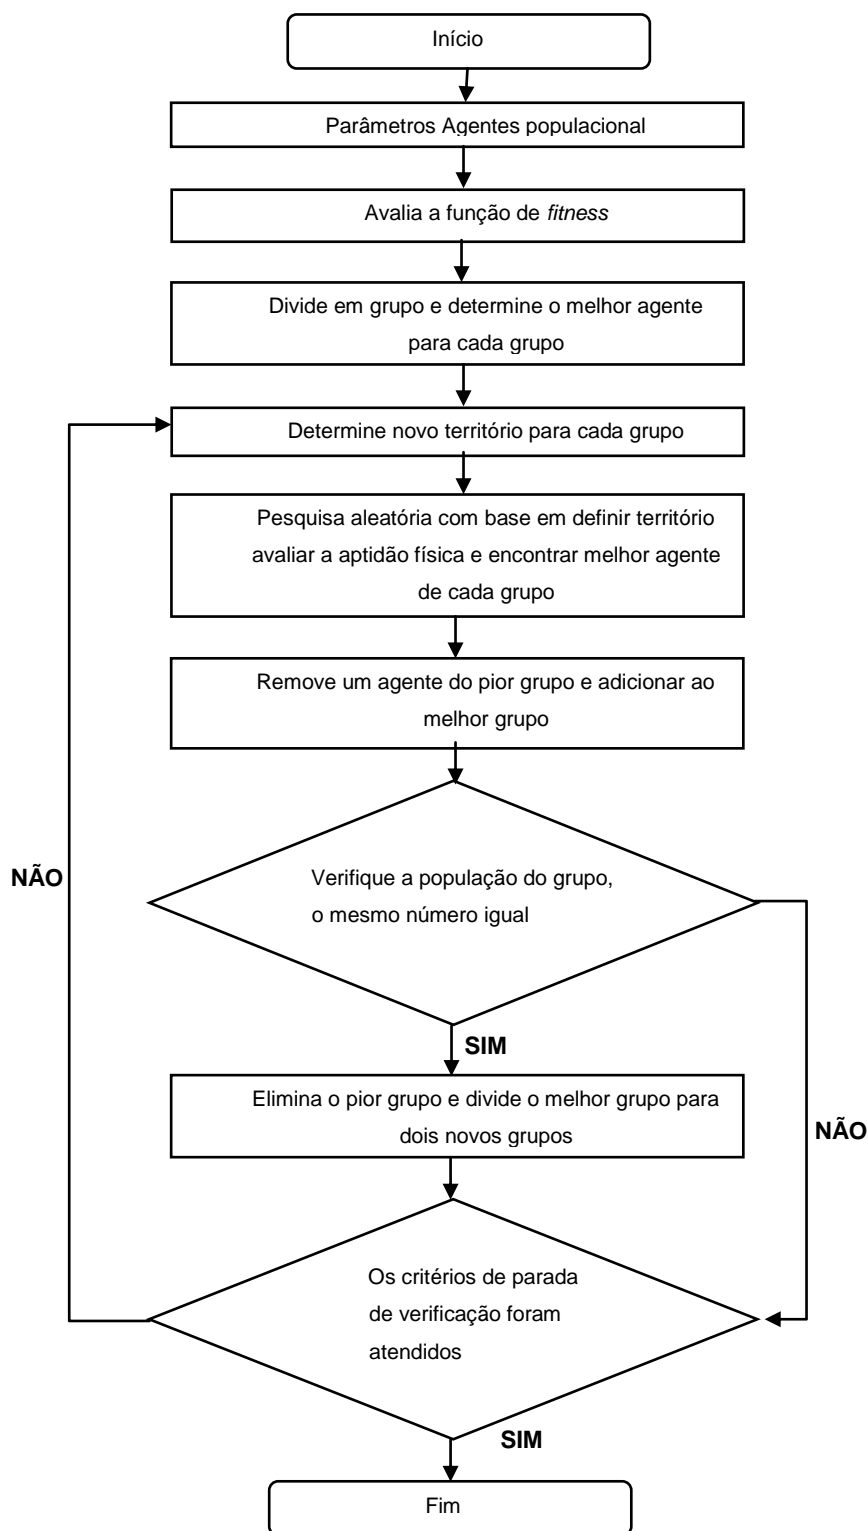 Início
Parâmetros Agentes populacional
Avalia a função de fitness
Divide em grupo e determine o melhor agente
para cada grupo
Determine novo território para cada grupo
Pesquisa aleatória com base em definir território
avaliar a aptidão física e encontrar melhor agente
de cada grupo
Remove um agente do pior grupo e adicionar ao
melhor grupo
NÃO
Verifique a população do grupo,
o mesmo número igual
SIM
Elimina o pior grupo e divide o melhor grupo para
dois novos grupos
NÃO
Os critérios de parada
de verificação foram
atendidos
SIM
Fim